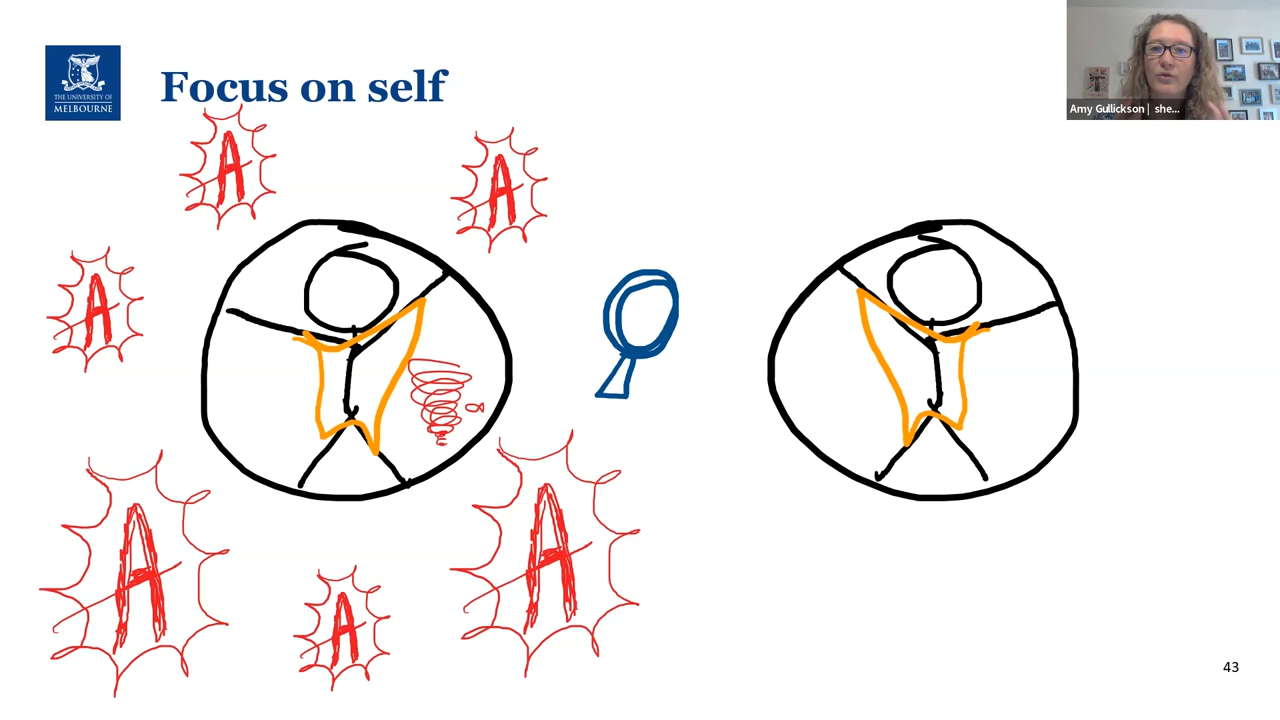 THE UNIVERSITY OF
MELBOURNE
Focus on self
Amy Gullickson | she...
A
A
A
A
A
A
43